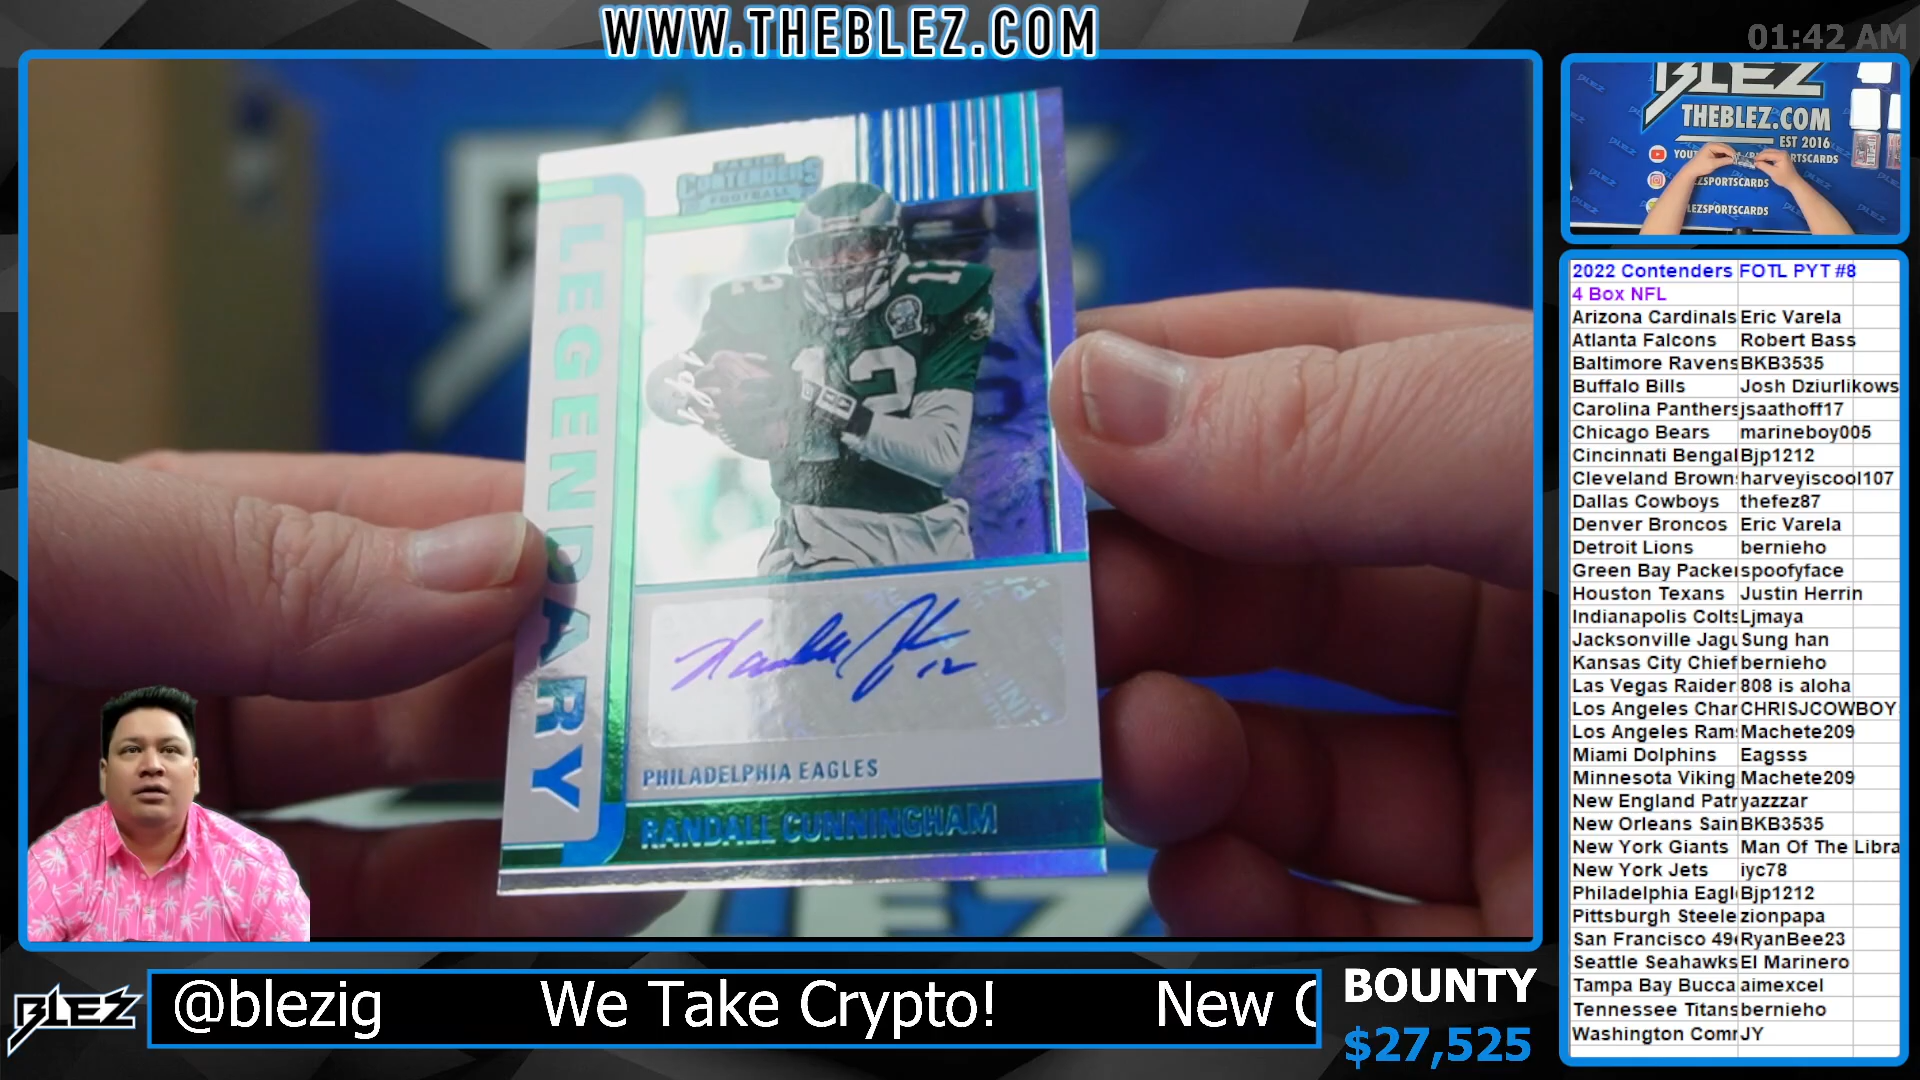 WWW.THEBLEZ.COM
01:42 AM
PANINI
CONTENDERS
FOOTBALL
LEGENDARY
12
12
PHILADELPHIA EAGLES
RANDALL CUNNINGHAM
BLEZ
THEBLEZ.COM
EST 2016
2022 Contenders FOTL PYT #8
4 Box NFL
Arizona Cardinals Eric Varela
Atlanta Falcons Robert Bass
Baltimore Ravens BKB3535
Buffalo Bills Josh Dziurlikows
Carolina Panthers jsaathoff17
Chicago Bears marineboy005
Cincinnati Bengal Bjp1212
Cleveland Brown harveyiscool107
Dallas Cowboys thefez87
Denver Broncos Eric Varela
Detroit Lions bernieho
Green Bay Packer spoofyface
Houston Texans Justin Herrin
Indianapolis Colts Ljmaya
Jacksonville Jagu Sung han
Kansas City Chief bernieho
Las Vegas Raider 808 is aloha
Los Angeles Char CHRISJCOWBOY
Los Angeles Ram Machete209
Miami Dolphins Eagsss
Minnesota Viking Machete209
New England Patr yazzzar
New Orleans Sain BKB3535
New York Giants Man Of The Libra
New York Jets iyc78
Philadelphia Eagl Bjp1212
Pittsburgh Steele zionpapa
San Francisco 49 RyanBee23
Seattle Seahawks El Marinero
Tampa Bay Bucca aimexcel
Tennessee Titans bernieho
Washington Com JY
BLEZ
@blezig We Take Crypto! New
BOUNTY
$27,525